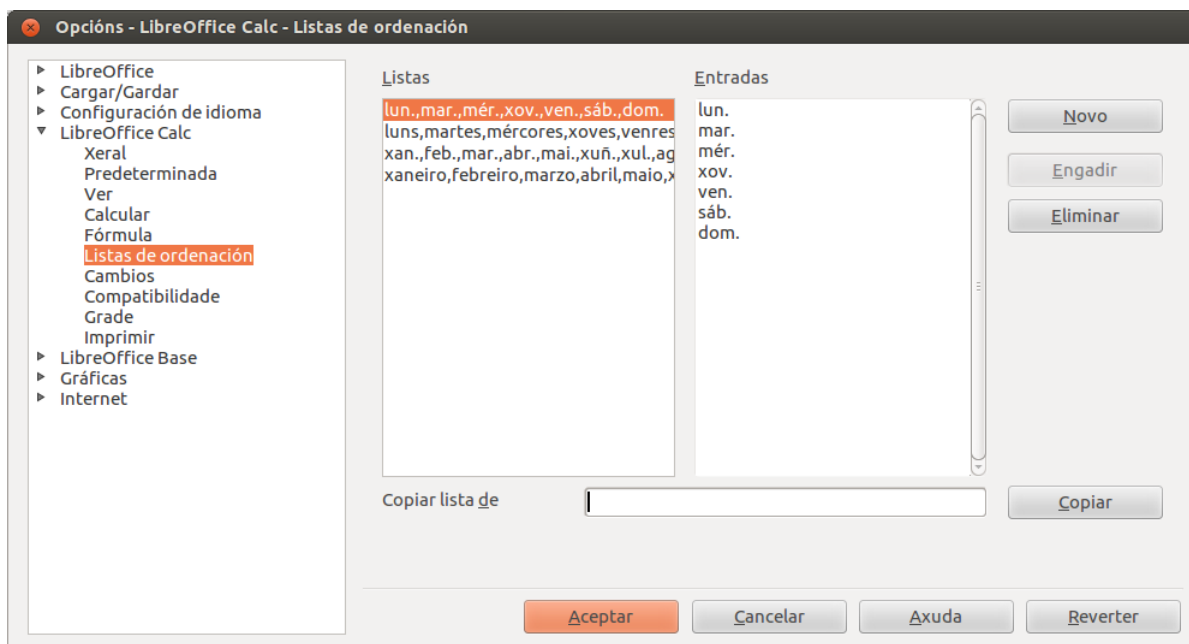 Opcións - LibreOffice Calc - Listas de ordenación
LibreOffice
Cargar/Gardar
Configuración de idioma
LibreOffice Calc
Xeral
Predeterminada
Ver
Calcular
Fórmula
Listas de ordenación
Cambios
Compatibilidade
Grade
Imprimir
LibreOffice Base
Gráficas
Internet
Listas
lun.,mar.,mér.,xov.,ven.,sáb.,dom.
luns,martes,mércores,xoves,venres
xan.,feb.,mar.,abr.,mai.,xuñ.,xul.,ag
xaneiro,febreiro,marzo,abril,maio,x
Entradas
lun.
mar.
mér.
xov.
ven.
sáb.
dom.
Novo
Engadir
Eliminar
Copiar lista de
Copiar
Aceptar
Cancelar
Axuda
Reverter